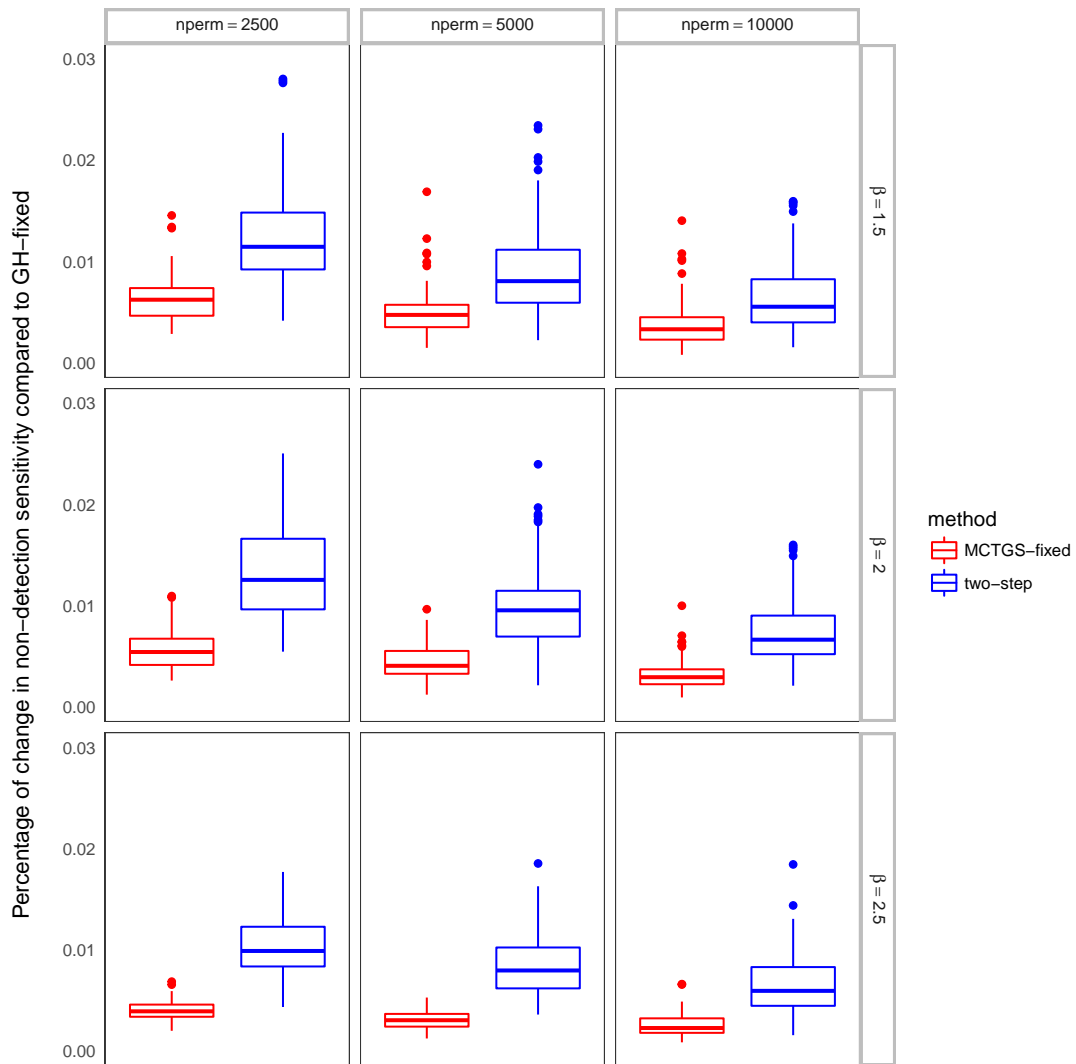 nperm = 2500
nperm = 5000
nperm = 10000
Percentage of change in non−detection sensitivity compared to GH−fixed
0.03
0.02
0.01
0.00
β = 1.5
0.03
0.02
0.01
0.00
β = 2
0.03
0.02
0.01
0.00
β = 2.5
method
MCTGS−fixed
two−step